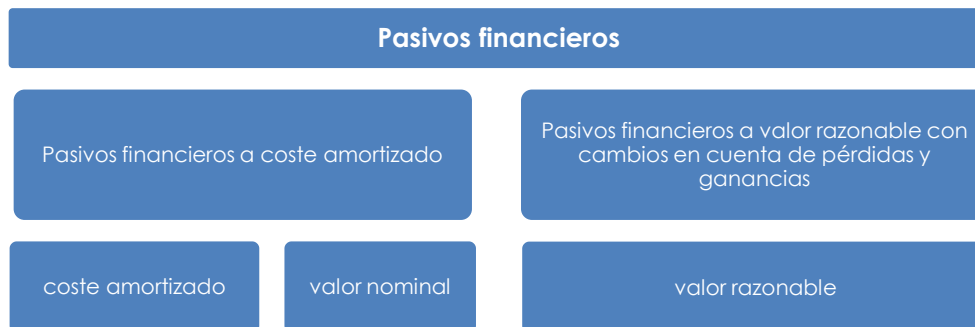 Pasivos financieros
Pasivos financieros a coste amortizado
Pasivos financieros a valor razonable con
cambios en cuenta de pérdidas y
ganancias
coste amortizado
valor nominal
valor razonable